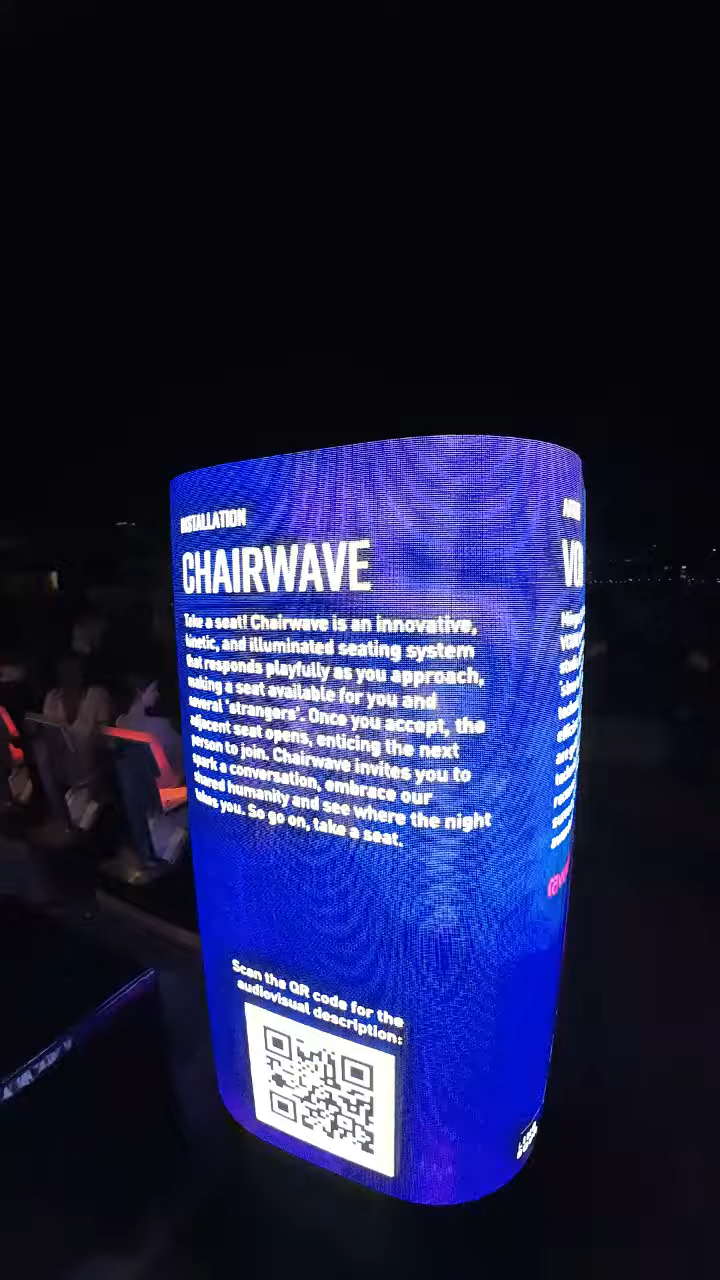 INSTALLATION
CHAIRWAVE
Take a seat! Chairwave is an innovative,
kinetic, and illuminated seating system
that responds playfully as you approach,
making a seat available for you and
several 'strangers'. Once you accept, the
adjacent seat opens, enticing the next
person to join. Chairwave invites you to
spark a conversation, embrace our
shared humanity and see where the night
takes you. So go on, take a seat.
Scan the QR code for the
audiovisual description: